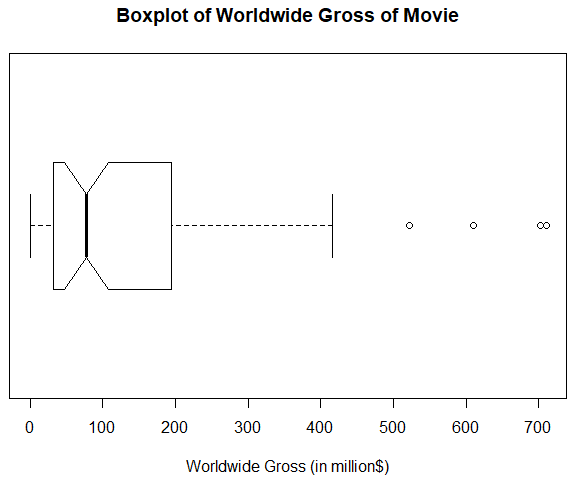 Boxplot of Worldwide Gross of Movie
0 100 200 300 400 500 600 700
Worldwide Gross (in million$)